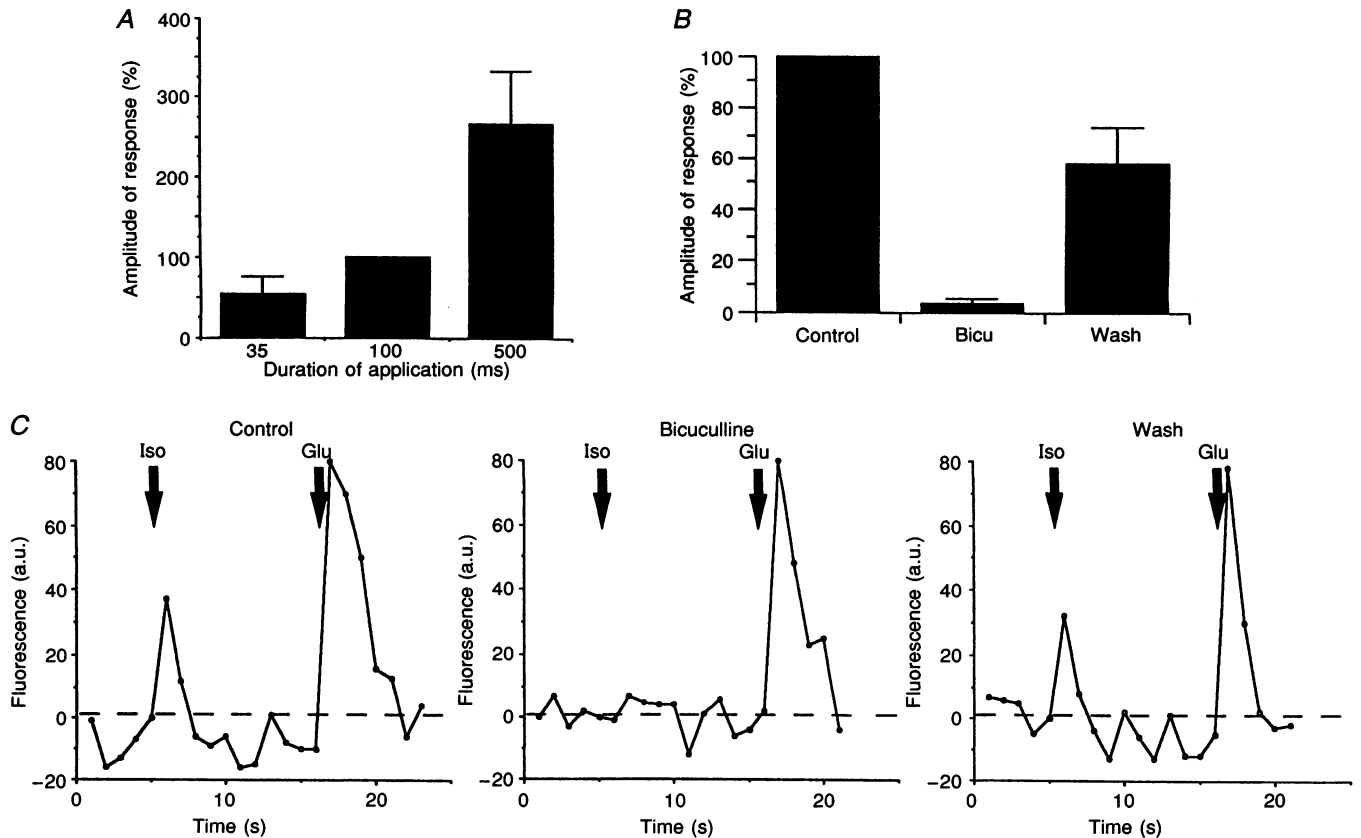 A
Amplitude of response (%)
400
300
200
100
0
35 100 500
Duration of application (ms)
B
Amplitude of response (%)
100
80
60
40
20
0
Control Bicu Wash
C
Control
Iso Glu
Fluorescence (a.u.)
80
60
40
20
0
−20
0 10 20
Time (s)
Bicuculline
Iso Glu
Fluorescence (a.u.)
80
60
40
20
0
−20
0 10 20
Time (s)
Wash
Iso Glu
Fluorescence (a.u.)
80
60
40
20
0
−20
0 10 20
Time (s)